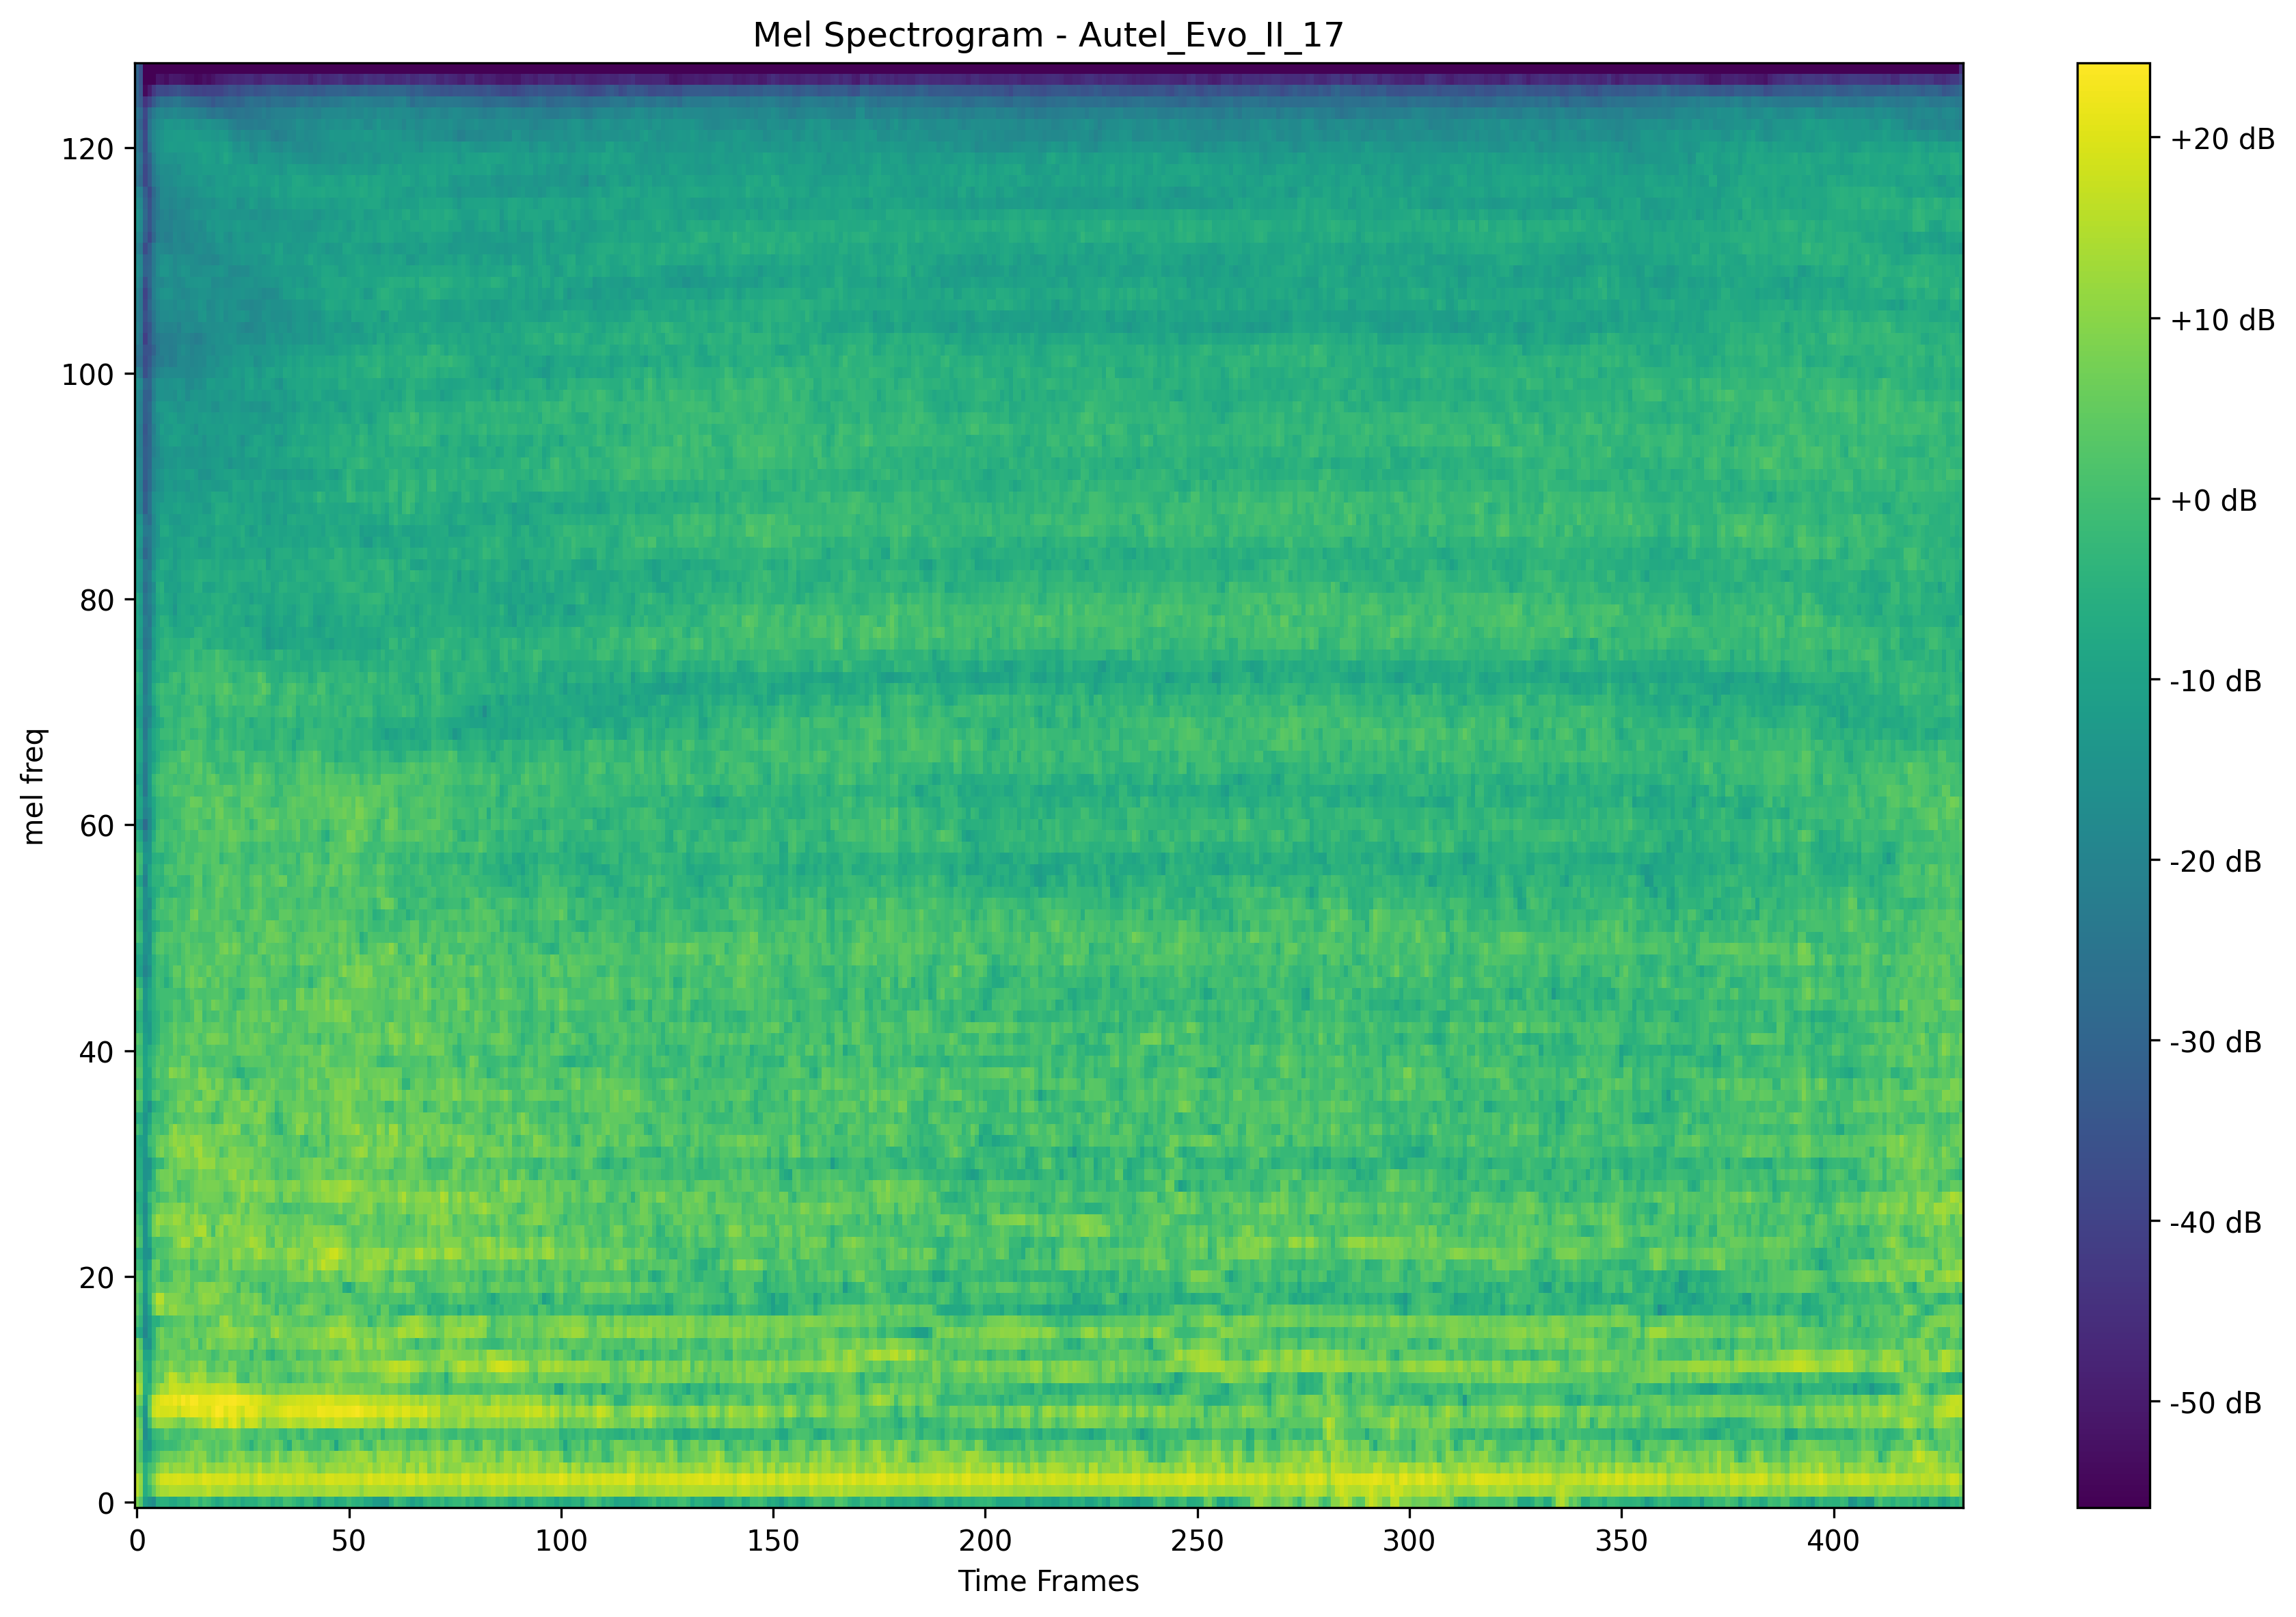 Mel Spectrogram - Autel_Evo_II_17
mel freq
120
100
80
60
40
20
0
0 50 100 150 200 250 300 350 400
Time Frames
+20 dB
+10 dB
+0 dB
-10 dB
-20 dB
-30 dB
-40 dB
-50 dB